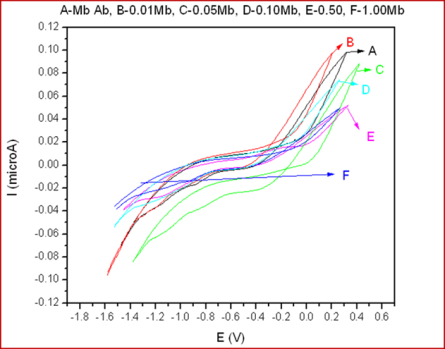 A-Mb Ab, B-0.01Mb, C-0.05Mb, D-0.10Mb, E-0.50, F-1.00Mb
0.12
0.10
0.08
0.06
0.04
0.02
0.00
-0.02
-0.04
-0.06
-0.08
-0.10
-0.12
I (microA)
B
A
C
D
E
F
-1.8 -1.6 -1.4 -1.2 -1.0 -0.8 -0.6 -0.4 -0.2 0.0 0.2 0.4 0.6
E (V)